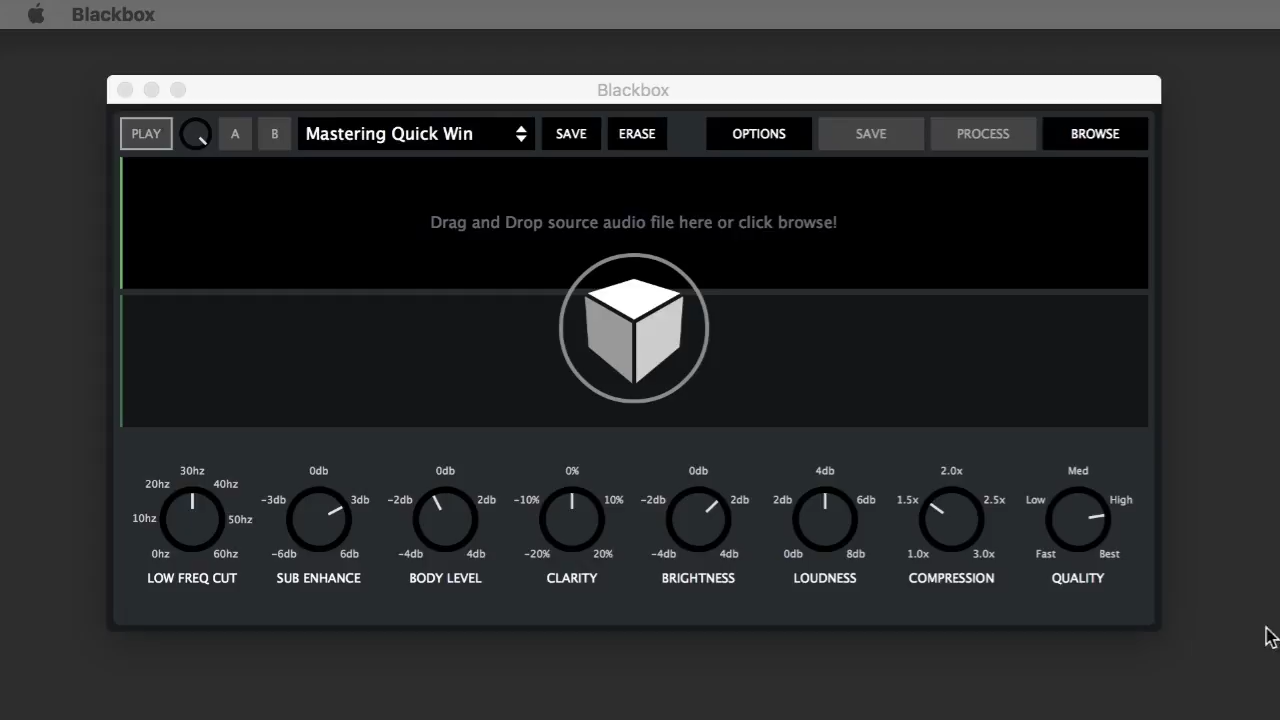 Blackbox
Blackbox
PLAY A B Mastering Quick Win SAVE ERASE OPTIONS SAVE PROCESS BROWSE
Drag and Drop source audio file here or click browse!
30hz 0db 0db 0% 0db 4db 2.0x Med
20hz 40hz -3db 3db -2db 2db -10% 10% -2db 2db 2db 6db 1.5x 2.5x Low High
10hz 50hz
0hz 60hz -6db 6db -4db 4db -20% 20% -4db 4db 0db 8db 1.0x 3.0x Fast Best
LOW FREQ CUT SUB ENHANCE BODY LEVEL CLARITY BRIGHTNESS LOUDNESS COMPRESSION QUALITY